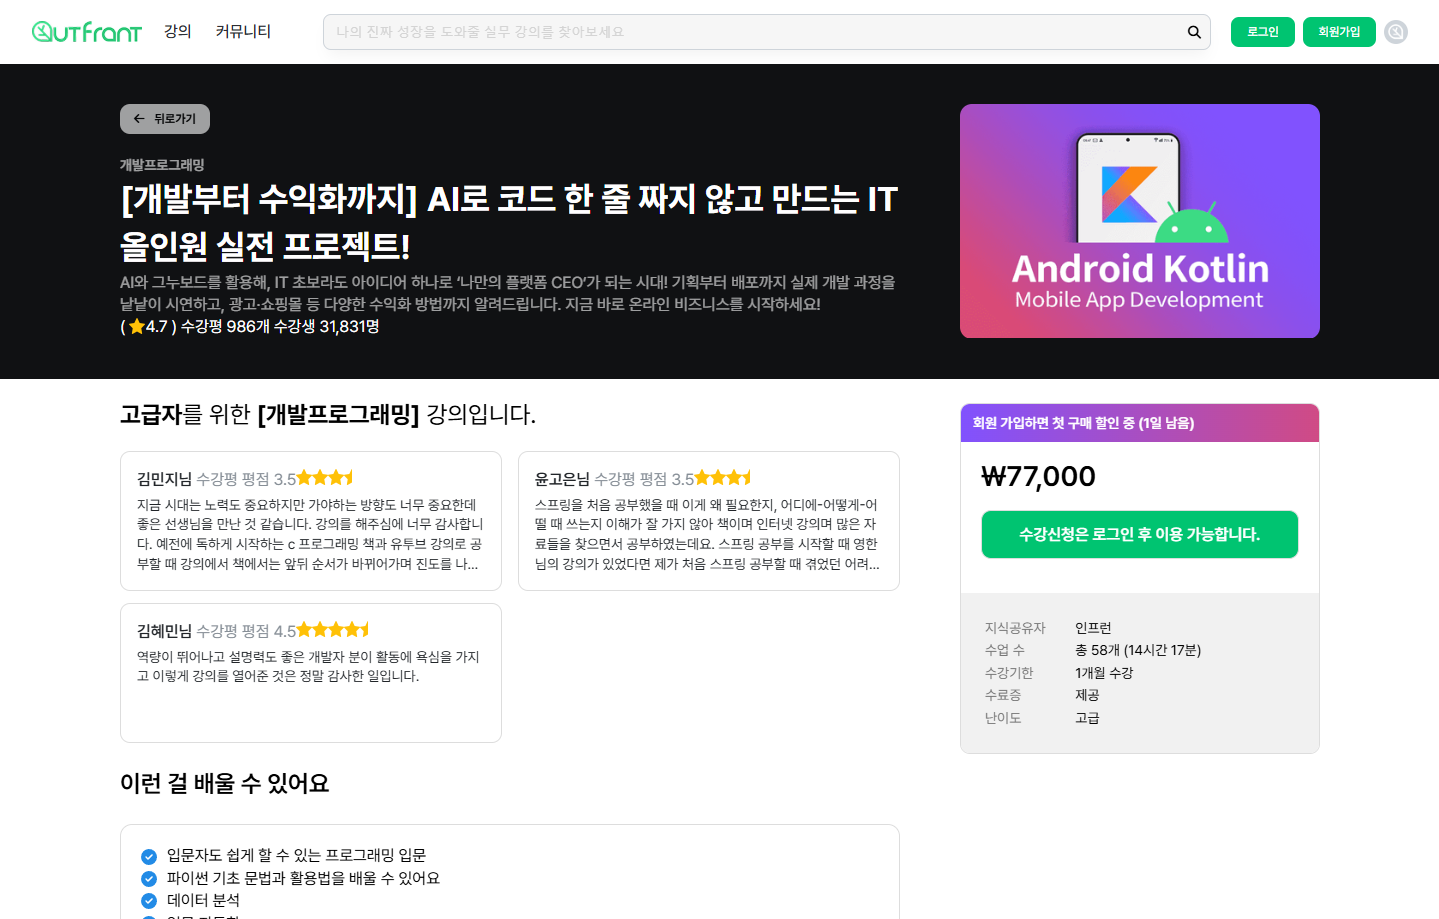 OUTFRANT 강의 커뮤니티 나의 진짜 성장을 도와줄 실무 강의를 찾아보세요 로그인 회원가입
뒤로가기
개발프로그래밍
[개발부터 수익화까지] AI로 코드 한 줄 짜지 않고 만드는 IT
올인원 실전 프로젝트!
AI와 그누보드를 활용해, IT 초보라도 아이디어 하나로 ‘나만의 플랫폼 CEO’가 되는 시대! 기획부터 배포까지 실제 개발 과정을
낱낱이 시연하고, 광고·쇼핑몰 등 다양한 수익화 방법까지 알려드립니다. 지금 바로 온라인 비즈니스를 시작하세요!
( ⭐4.7 ) 수강평 986개 수강생 31,831명
Android Kotlin
Mobile App Development
고급자를 위한 [개발프로그래밍] 강의입니다.
김민지님 수강평 평점 3.5
지금 시대는 노력도 중요하지만 가야하는 방향도 너무 중요한데
좋은 선생님을 만난 것 같습니다. 강의를 해주심에 너무 감사합니
다. 예전에 독하게 시작하는 c 프로그래밍 책과 유투브 강의로 공
부할 때 강의에서 책에서는 앞뒤 순서가 바뀌어가며 진도를 나...
윤고은님 수강평 평점 3.5
스프링을 처음 공부했을 때 이게 왜 필요한지, 어디에-어떻게-어
떨 때 쓰는지 이해가 잘 가지 않아 책이며 인터넷 강의며 많은 자
료들을 찾으면서 공부하였는데요. 스프링 공부를 시작할 때 영한
님의 강의가 있었다면 제가 처음 스프링 공부할 때 겪었던 어려...
김혜민님 수강평 평점 4.5
역량이 뛰어나고 설명력도 좋은 개발자 분이 활동에 욕심을 가지
고 이렇게 강의를 열어준 것은 정말 감사한 일입니다.
회원 가입하면 첫 구매 할인 중 (1일 남음)
₩77,000
수강신청은 로그인 후 이용 가능합니다.
지식공유자 인프런
수업 수 총 58개 (14시간 17분)
수강기한 1개월 수강
수료증 제공
난이도 고급
이런 걸 배울 수 있어요
입문자도 쉽게 할 수 있는 프로그래밍 입문
파이썬 기초 문법과 활용법을 배울 수 있어요
데이터 분석